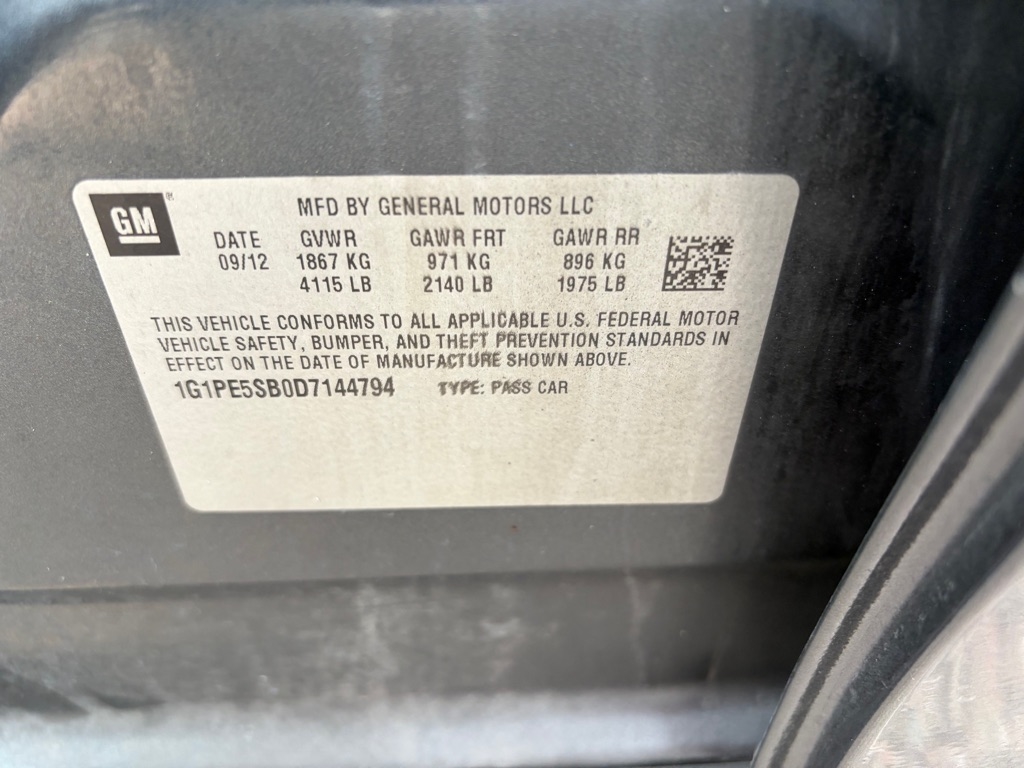 GM
MFD BY GENERAL MOTORS LLC
DATE GVWR GAWR FRT GAWR RR
09/12 1867 KG 971 KG 896 KG
4115 LB 2140 LB 1975 LB
THIS VEHICLE CONFORMS TO ALL APPLICABLE U.S. FEDERAL MOTOR
VEHICLE SAFETY, BUMPER, AND THEFT PREVENTION STANDARDS IN
EFFECT ON THE DATE OF MANUFACTURE SHOWN ABOVE.
1G1PE5SB0D7144794 TYPE: PASS CAR